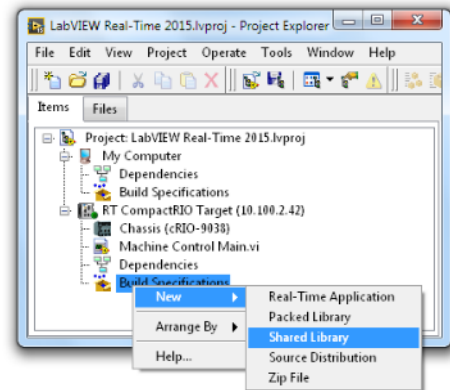 LabVIEW Real-Time 2015.lvproj - Project Explorer
File Edit View Project Operate Tools Window Help
Items Files
Project: LabVIEW Real-Time 2015.lvproj
My Computer
Dependencies
Build Specifications
RT CompactRIO Target (10.100.2.42)
Chassis (cRIO-9038)
Machine Control Main.vi
Dependencies
Build Specifications
New
Arrange By
Help...
Real-Time Application
Packed Library
Shared Library
Source Distribution
Zip File